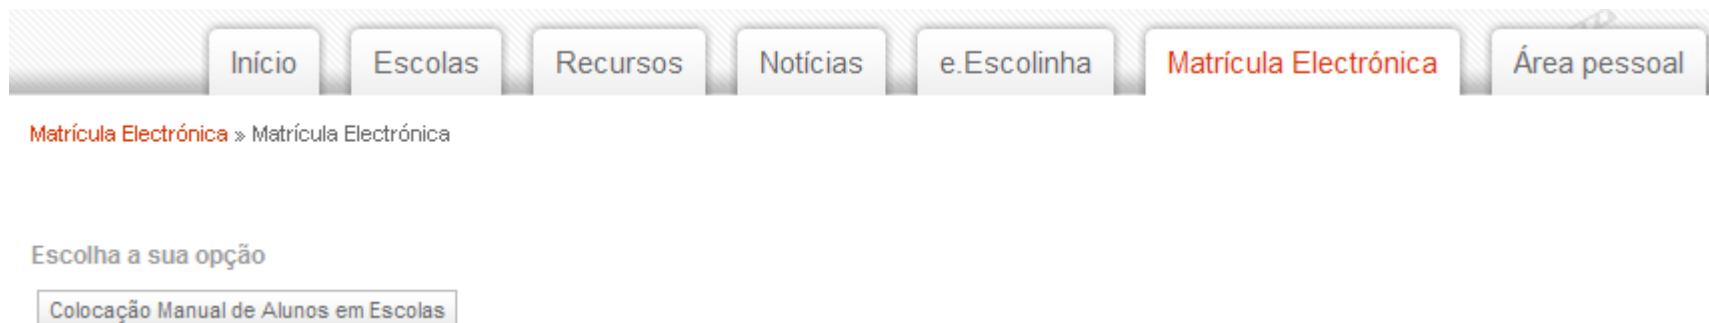 Início Escolas Recursos Notícias e.Escolinha Matrícula Electrónica Área pessoal
Matrícula Electrónica » Matrícula Electrónica
Escolha a sua opção
Colocação Manual de Alunos em Escolas